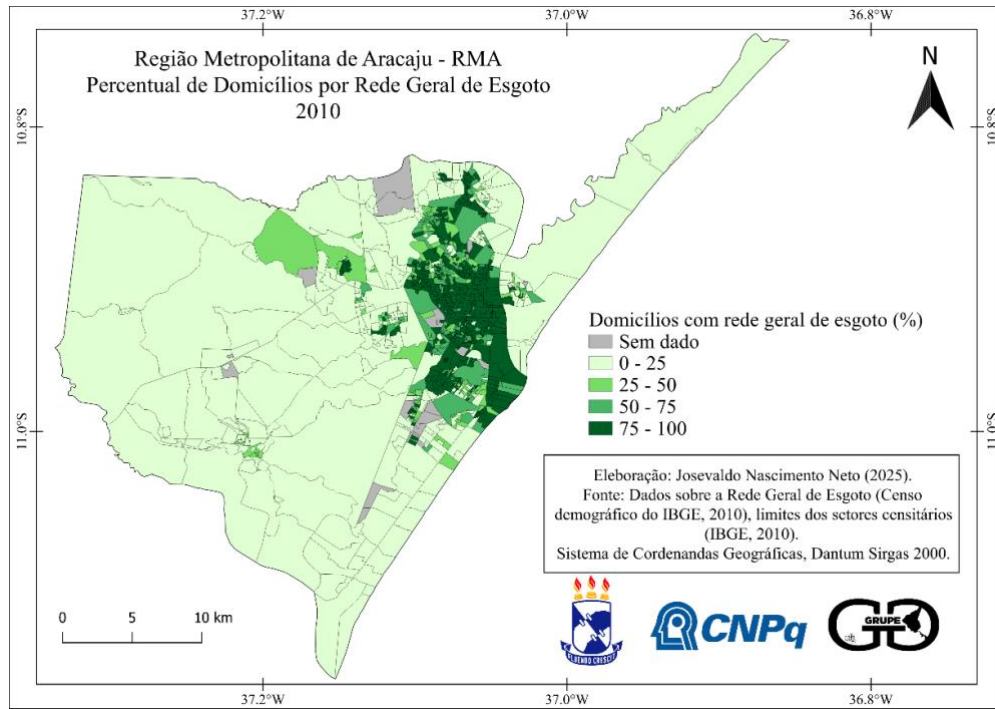 37.2°W
37.0°W
36.8°W
Região Metropolitana de Aracaju - RMA
Percentual de Domicílios por Rede Geral de Esgoto
2010
N
10.8°S
10.8°S
Domicílios com rede geral de esgoto (%)
Sem dado
0 - 25
25 - 50
50 - 75
75 - 100
11.0°S
11.0°S
Eleboração: Josevaldo Nascimento Neto (2025).
Fonte: Dados sobre a Rede Geral de Esgoto (Censo
demográfico do IBGE, 2010), limites dos setores censitários
(IBGE, 2010).
Sistema de Cordenandas Geográficas, Dantum Sirgas 2000.
0 5 10 km
CNPq
GRUPE
37.2°W
37.0°W
36.8°W